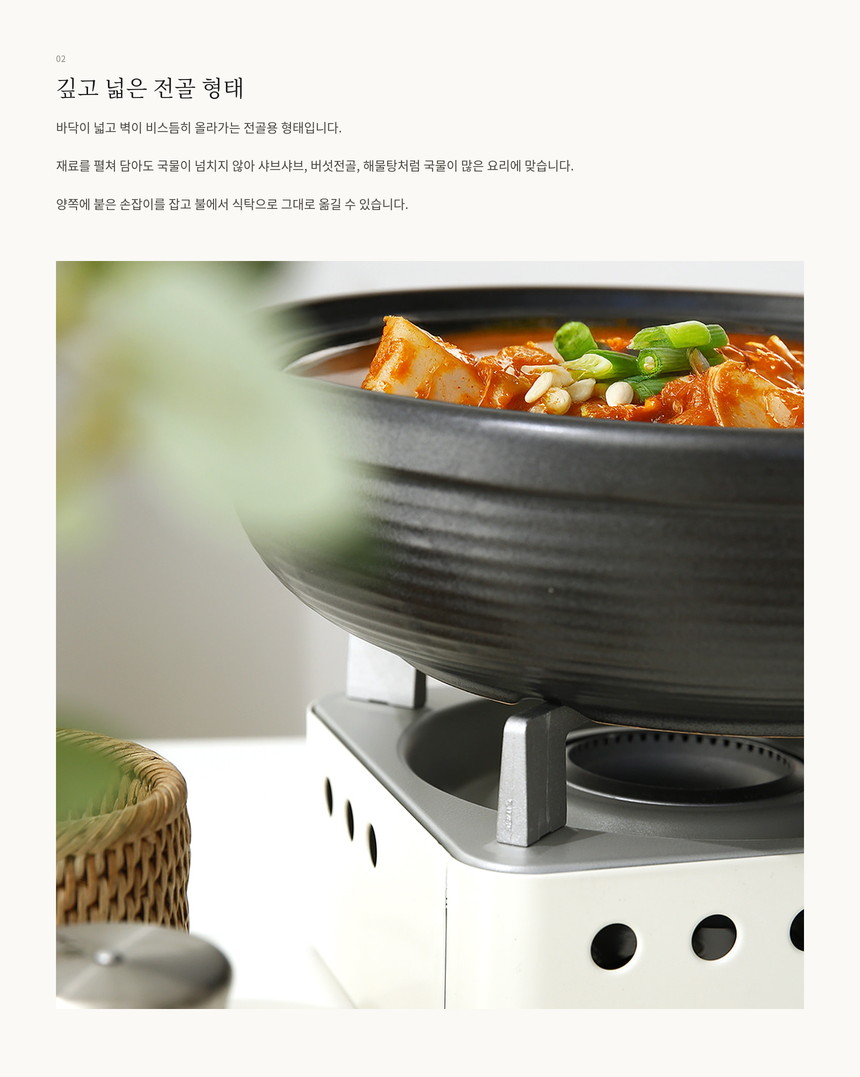 02
깊고 넓은 전골 형태
바닥이 넓고 벽이 비스듬히 올라가는 전골용 형태입니다.
재료를 펼쳐 담아도 국물이 넘치지 않아 샤브샤브, 버섯전골, 해물탕처럼 국물이 많은 요리에 맞습니다.
양쪽에 붙은 손잡이를 잡고 불에서 식탁으로 그대로 옮길 수 있습니다.